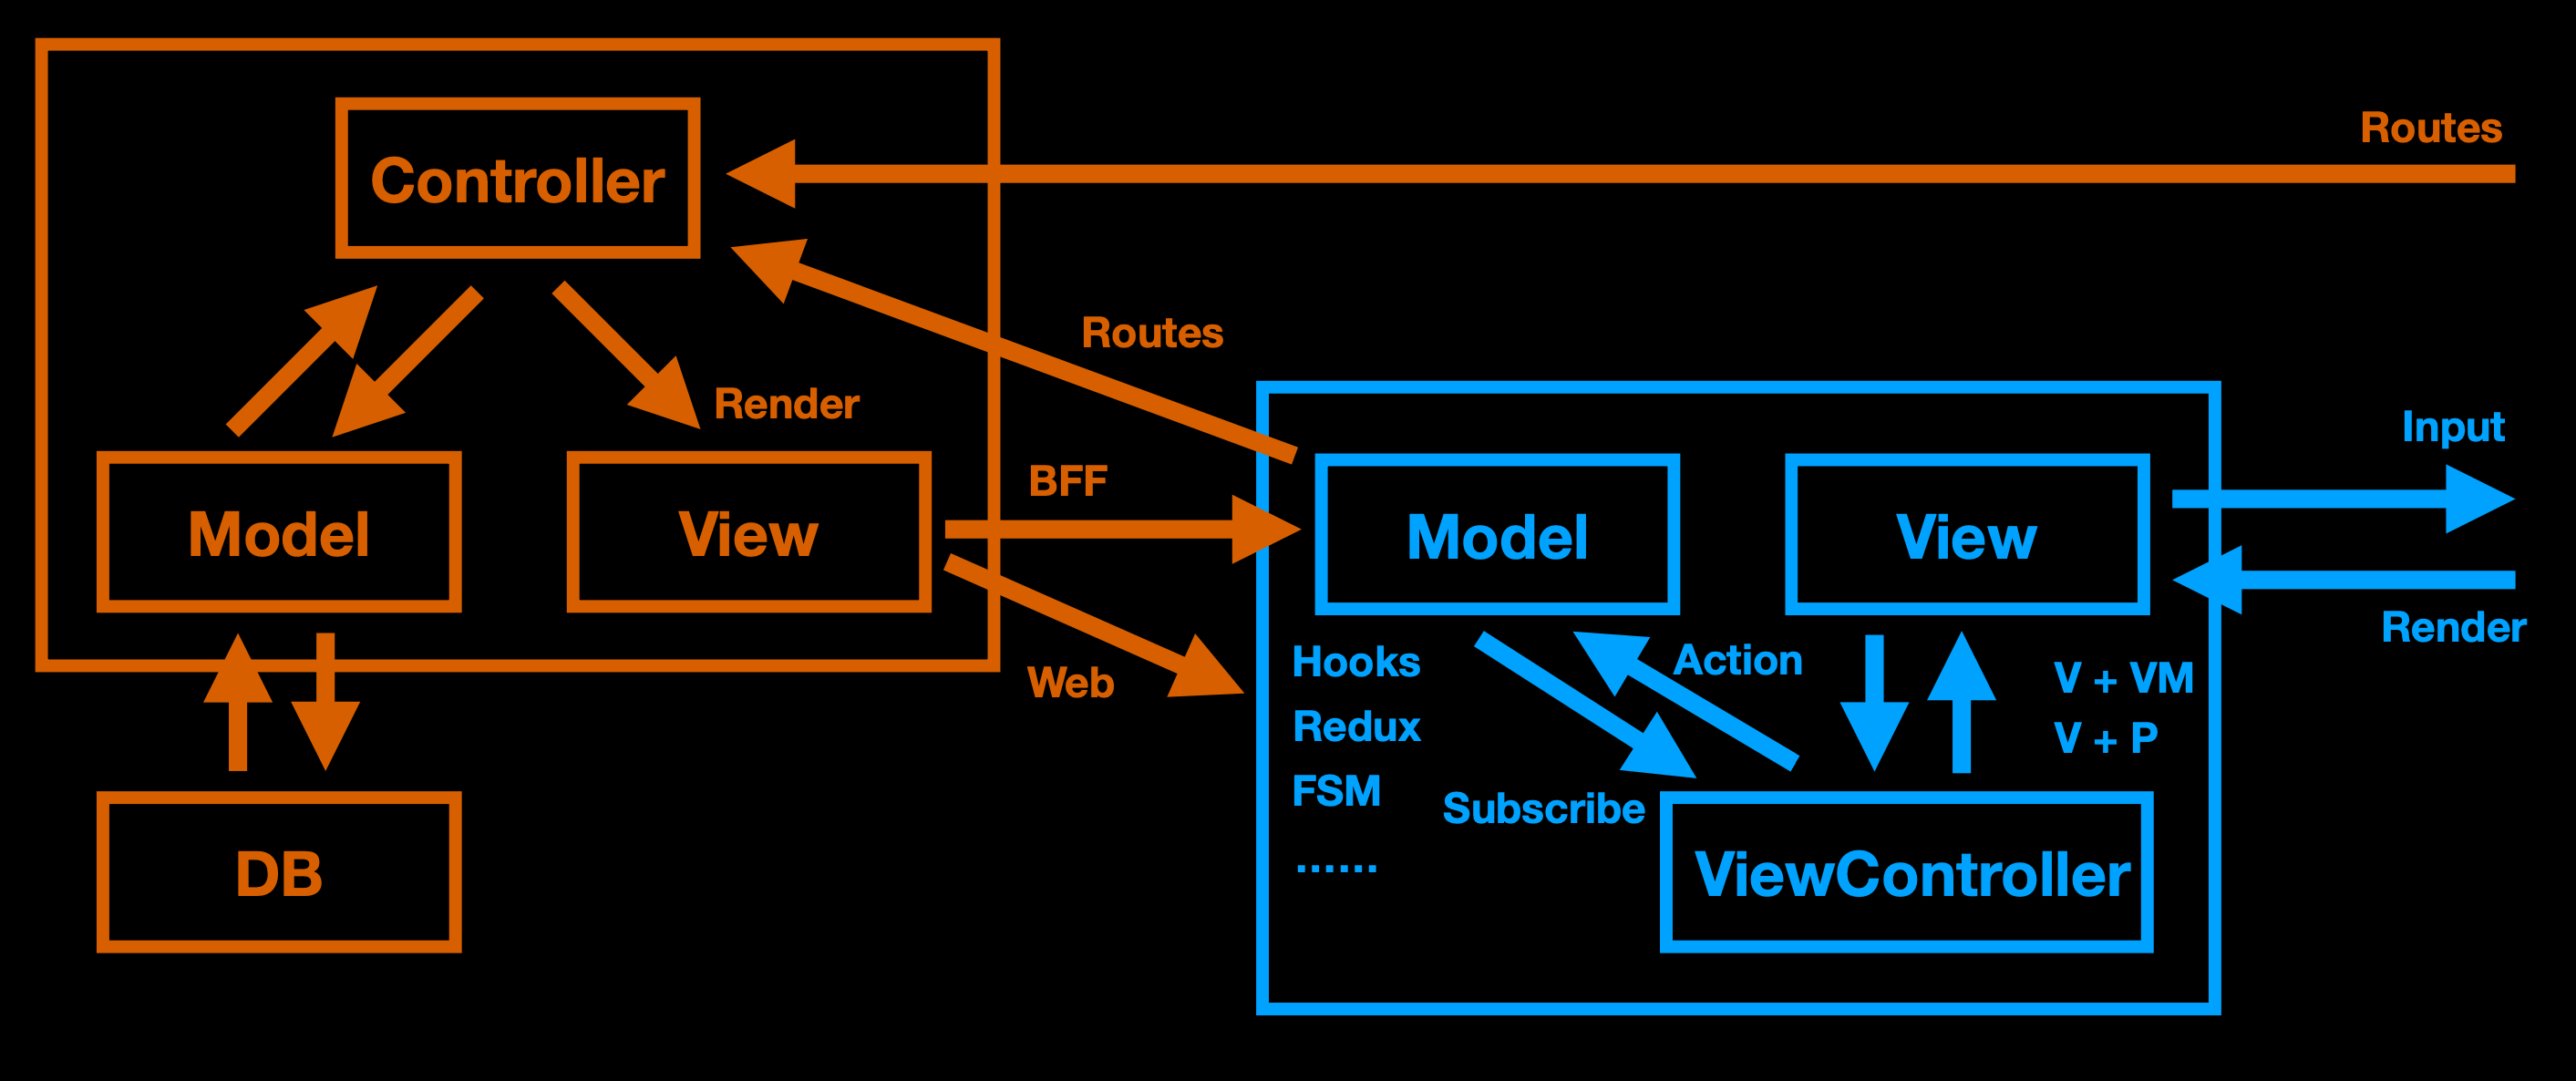 Routes
Controller
Routes
Render
Input
BFF
Model
View
Model
View
Render
Web
Hooks
Action
V + VM
Redux
V + P
FSM
Subscribe
......
DB
ViewController